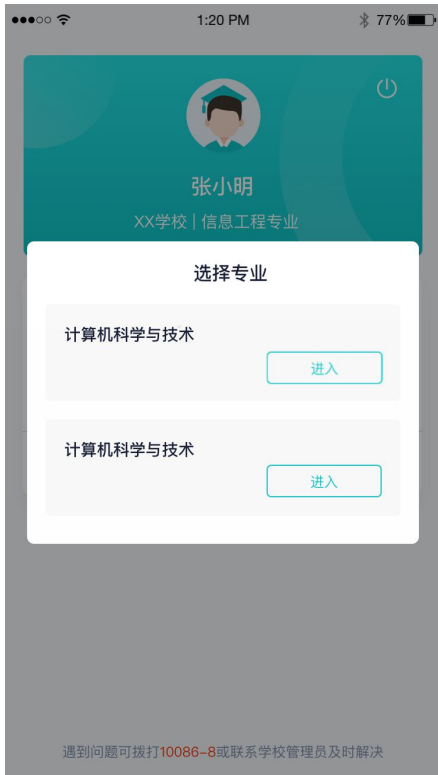 1:20 PM 77%
张小明
XX学校 | 信息工程专业
选择专业
计算机科学与技术
进入
计算机科学与技术
进入
遇到问题可拨打10086-8或联系学校管理员及时解决